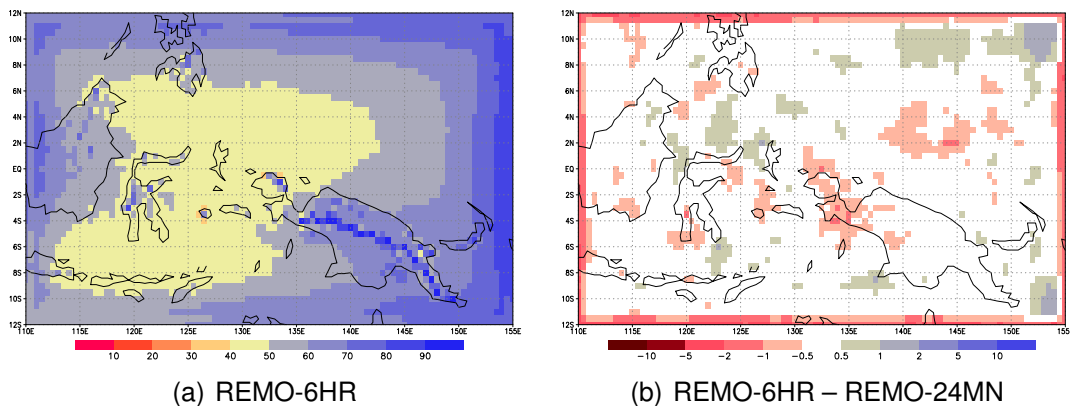 12N
10N
8N
6N
4N
2N
EQ
2S
4S
6S
8S
10S
12S
110E 115E 120E 125E 130E 135E 140E 145E 150E 155E
10 20 30 40 50 60 70 80 90
(a) REMO-6HR
12N
10N
8N
6N
4N
2N
EQ
2S
4S
6S
8S
10S
12S
110E 115E 120E 125E 130E 135E 140E 145E 150E 155E
−10 −5 −2 −1 −0.5 0.5 1 2 5 10
(b) REMO-6HR – REMO-24MN